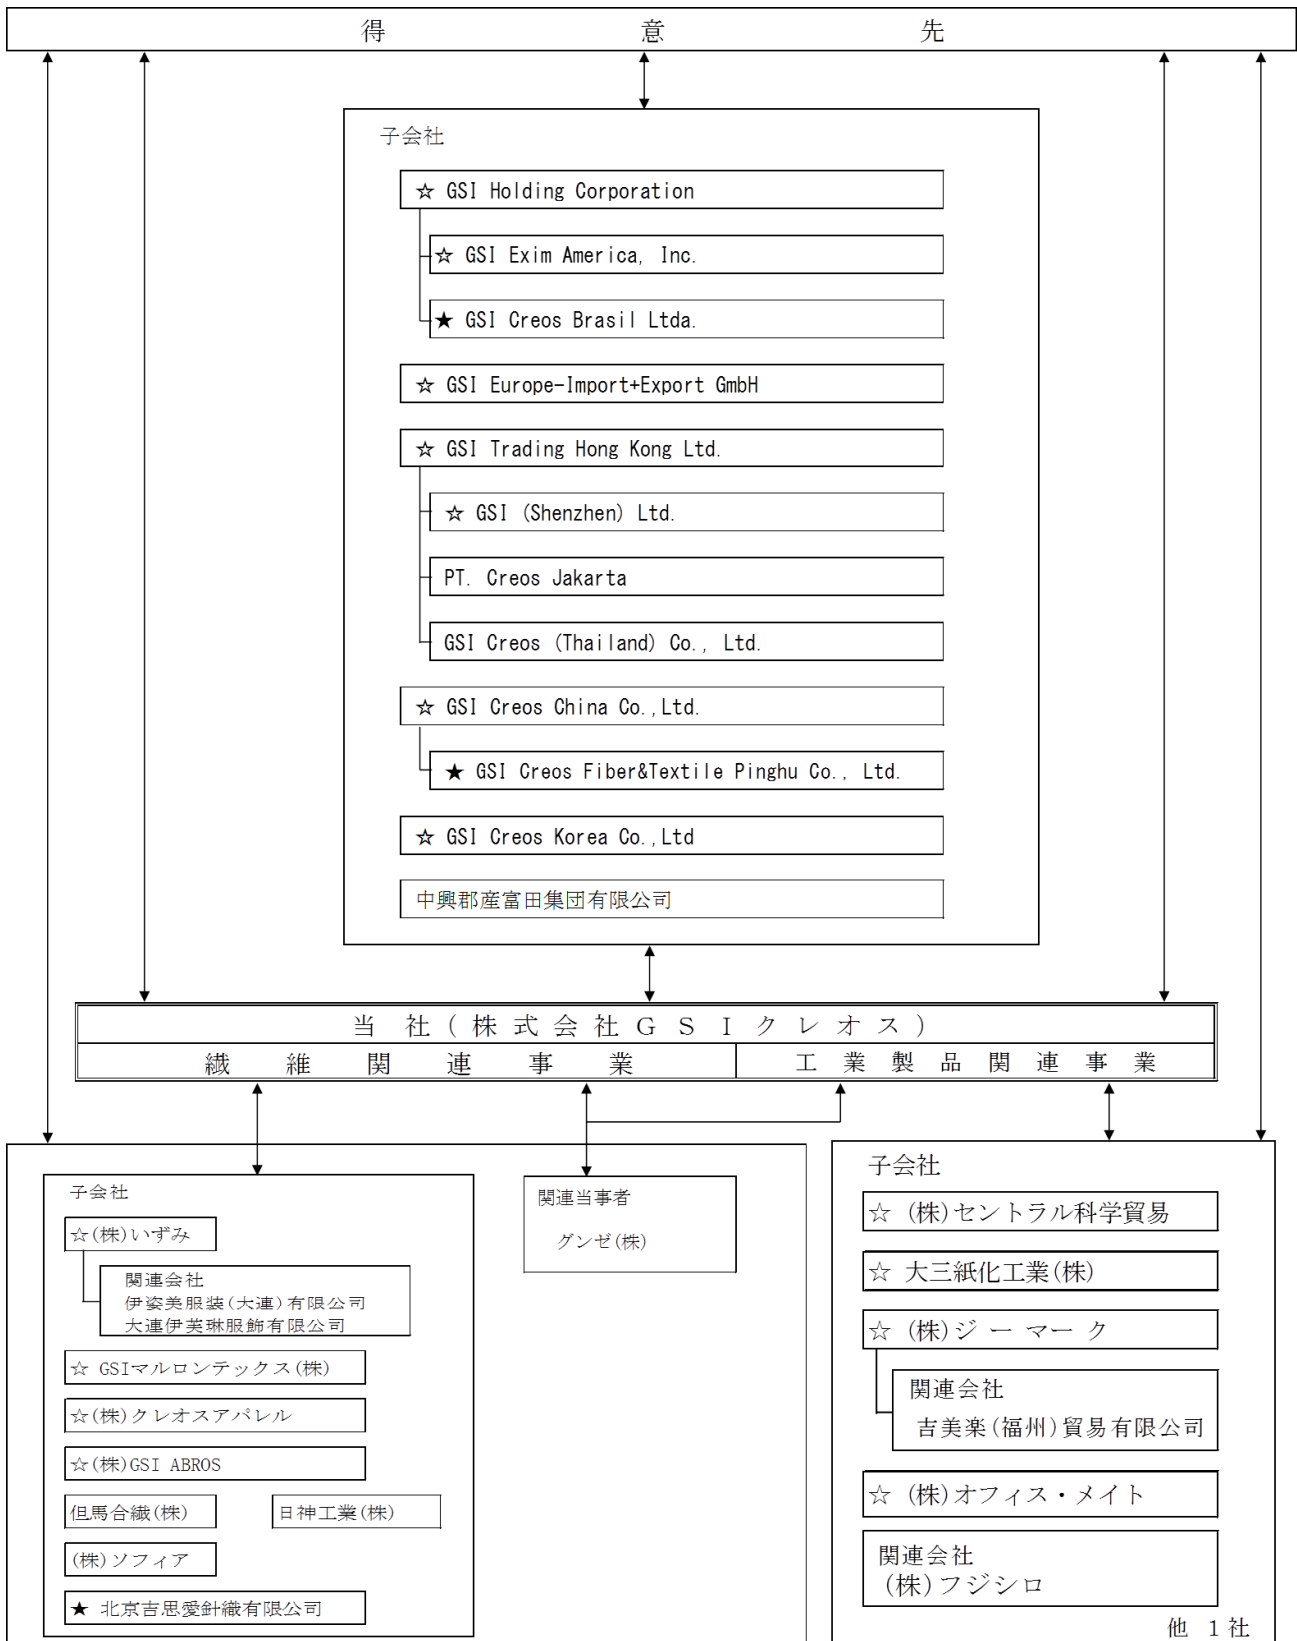 得意先
子会社
☆ GSI Holding Corporation
☆ GSI Exim America, Inc.
★ GSI Creos Brasil Ltda.
☆ GSI Europe-Import+Export GmbH
☆ GSI Trading Hong Kong Ltd.
☆ GSI (Shenzhen) Ltd.
PT. Creos Jakarta
GSI Creos (Thailand) Co., Ltd.
☆ GSI Creos China Co.,Ltd.
★ GSI Creos Fiber&Textile Pinghu Co., Ltd.
☆ GSI Creos Korea Co.,Ltd
中興郡産富田集団有限公司
当社(株式会社GSIクレオス)
繊維関連事業
工業製品関連事業
子会社
☆(株)いずみ
関連会社
伊姿美服装(大連)有限公司
大連伊芙琳服飾有限公司
☆ GSIマルロンテックス(株)
☆(株)クレオスアパレル
☆(株)GSI ABROS
但馬合繊(株)
日神工業(株)
(株)ソフィア
★ 北京吉思愛針織有限公司
関連当事者
グンゼ(株)
子会社
☆ (株)セントラル科学貿易
☆ 大三紙化工業(株)
☆ (株)ジーマーク
関連会社
吉美楽(福州)貿易有限公司
☆ (株)オフィス・メイト
関連会社
(株)フジシロ
他 1社